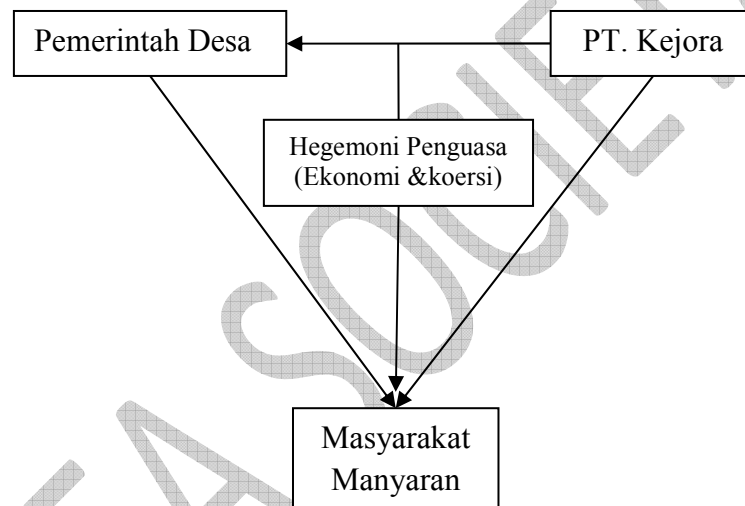 Pemerintah Desa
PT. Kejora
Hegemoni Penguasa
(Ekonomi &koersi)
Masyarakat
Manyaran